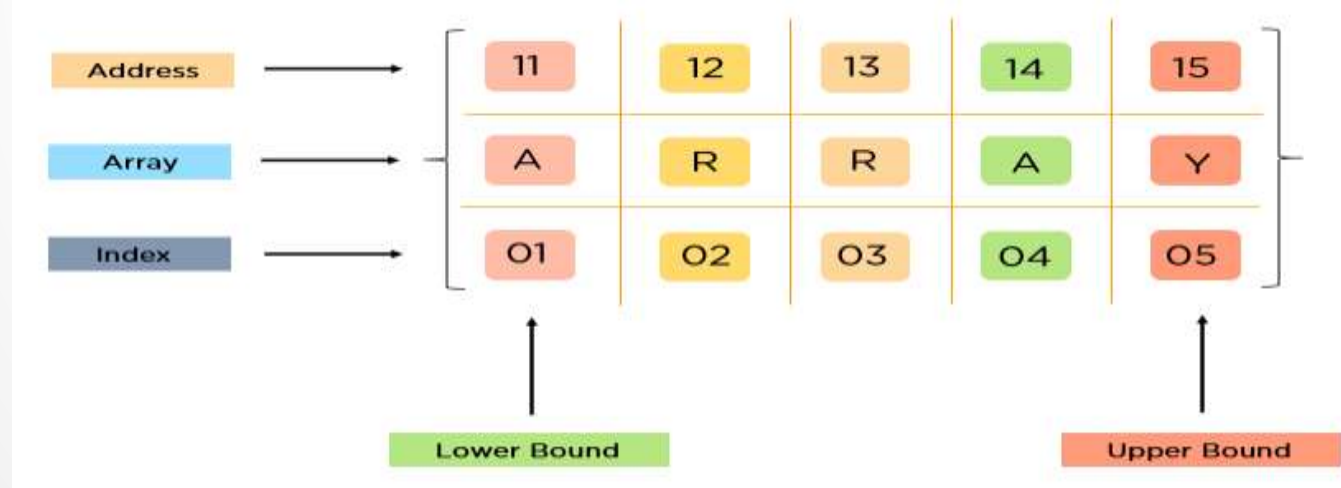 Address 11 12 13 14 15
Array A R R A Y
Index 01 02 03 04 05
Lower Bound Upper Bound